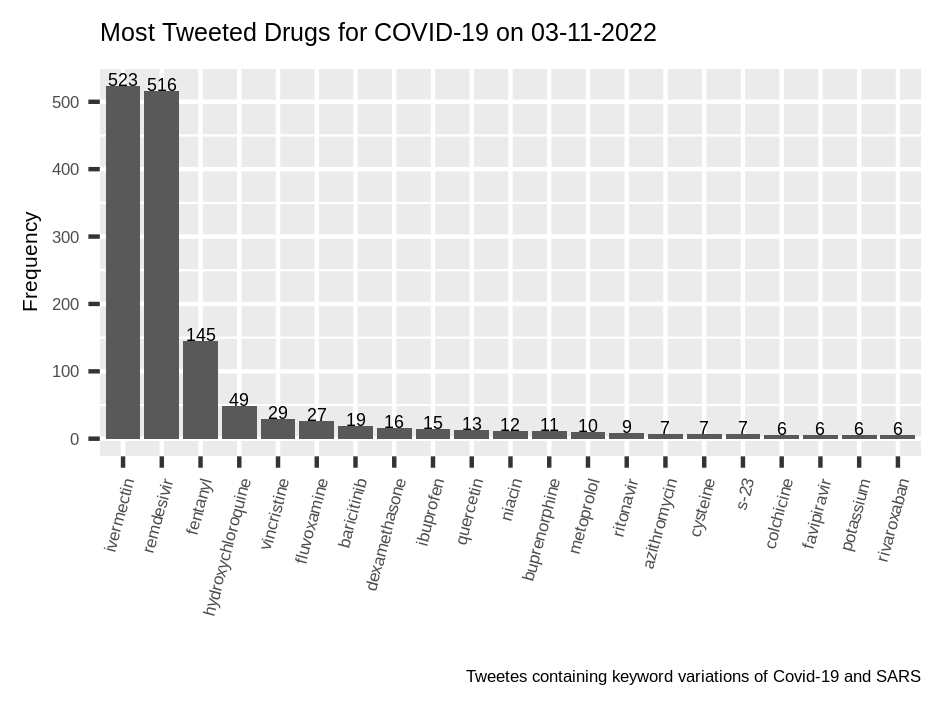 Most Tweeted Drugs for COVID-19 on 03-11-2022
Frequency
500
400
300
200
100
0
523
516
145
49
29
27
19
16
15
13
12
11
10
9
7
7
7
6
6
6
6
ivermectin
remdesivir
fentanyl
hydroxychloroquine
vincristine
fluvoxamine
baricitinib
dexamethasone
ibuprofen
quercetin
niacin
buprenorphine
metoprolol
ritonavir
azithromycin
cysteine
s-23
colchicine
favipiravir
potassium
rivaroxaban
Tweetes containing keyword variations of Covid-19 and SARS